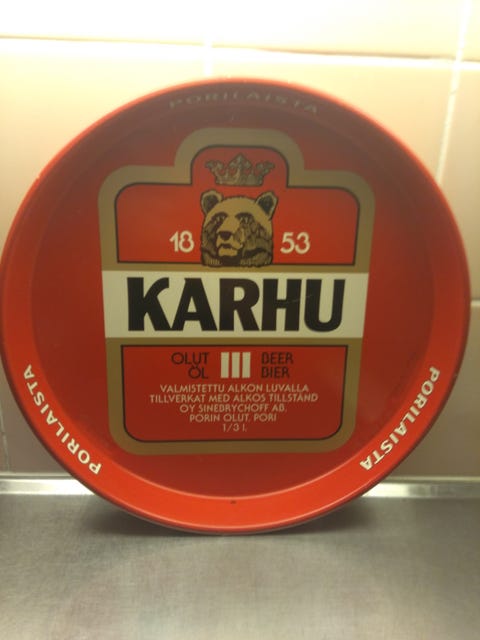 PORILAISTA
18 53
KARHU
OLUT III BEER
ÖL BIER
VALMISTETTU ALKON LUVALLA
TILLVERKAT MED ALKOS TILLSTÅND
OY SINEBRYCHOFF AB.
PORIN OLUT, PORI
1/3 l.
PORILAISTA
PORILAISTA